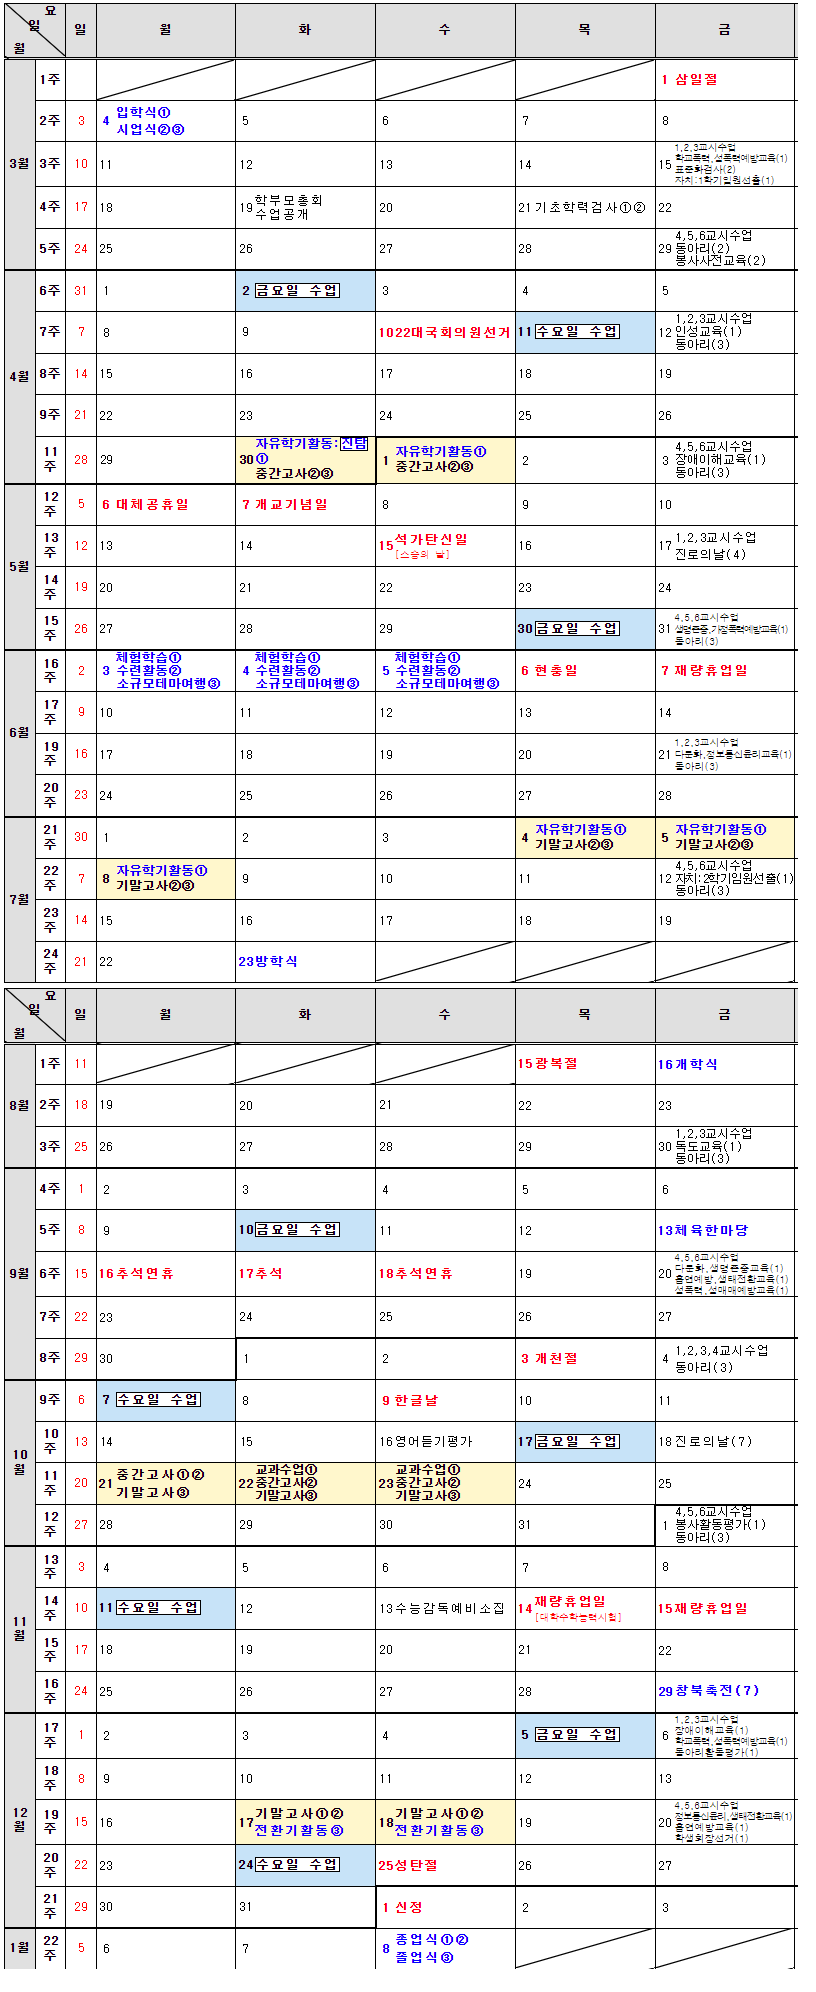 요
일
월
일 월 화 수 목 금
3월 1주 1 삼일절
2주 3 4 입학식① 5 6 7 8
시업식②③
3주 10 11 12 13 14 15 1,2,3교시수업
학교폭력,성폭력예방교육(1)
표준화검사(2)
자치:1학기임원선출(1)
4주 17 18 19 학부모총회 20 21 기초학력검사①② 22
수업공개
5주 24 25 26 27 28 29 4,5,6교시수업
동아리(2)
봉사사전교육(2)
4월 6주 31 1 2 금요일 수업 3 4 5
7주 7 8 9 10 22대국회의원선거 11 수요일 수업 12 1,2,3교시수업
인성교육(1)
동아리(3)
8주 14 15 16 17 18 19
9주 21 22 23 24 25 26
11주 28 29 30 자유학기활동:진탐① 1 자유학기활동① 2 3 4,5,6교시수업
중간고사②③ 중간고사②③ 장애이해교육(1)
동아리(3)
5월 12주 5 6 대체공휴일 7 개교기념일 8 9 10
13주 12 13 14 15 석가탄신일 16 17 1,2,3교시수업
[스승의 날] 진로의날(4)
14주 19 20 21 22 23 24
15주 26 27 28 29 30 금요일 수업 31 4,5,6교시수업
생명존중,가정폭력예방교육(1)
동아리(3)
6월 16주 2 3 체험학습① 4 체험학습① 5 체험학습① 6 현충일 7 재량휴업일
수련활동② 수련활동② 수련활동②
소규모테마여행③ 소규모테마여행③ 소규모테마여행③
17주 9 10 11 12 13 14
19주 16 17 18 19 20 21 1,2,3교시수업
다문화,정보통신윤리교육(1)
동아리(3)
20주 23 24 25 26 27 28
7월 21주 30 1 2 3 4 자유학기활동① 5 자유학기활동①
기말고사②③ 기말고사②③
22주 7 8 자유학기활동① 9 10 11 12 4,5,6교시수업
기말고사②③ 자치:2학기임원선출(1)
동아리(3)
23주 14 15 16 17 18 19
24주 21 22 23 방학식
요
일
월
일 월 화 수 목 금
8월 1주 11 15 광복절 16 개학식
2주 18 19 20 21 22 23
3주 25 26 27 28 29 30 1,2,3교시수업
독도교육(1)
동아리(3)
9월 4주 1 2 3 4 5 6
5주 8 9 10 금요일 수업 11 12 13 체육한마당
6주 15 16 추석연휴 17 추석 18 추석연휴 19 20 4,5,6교시수업
다문화,생명존중교육(1)
흡연예방,생태전환교육(1)
성폭력,성매매예방교육(1)
7주 22 23 24 25 26 27
8주 29 30 1 2 3 개천절 4 1,2,3,4교시수업
동아리(3)
10월 9주 6 7 수요일 수업 8 9 한글날 10 11
10주 13 14 15 16 영어듣기평가 17 금요일 수업 18 진로의날(7)
11주 20 21 중간고사①② 22 교과수업① 23 교과수업① 24 25
기말고사③ 중간고사② 중간고사②
기말고사③ 기말고사③
12주 27 28 29 30 31 1 4,5,6교시수업
봉사활동평가(1)
동아리(3)
11월 13주 3 4 5 6 7 8
14주 10 11 수요일 수업 12 13 수능감독예비소집 14 재량휴업일 15 재량휴업일
[대학수학능력시험]
15주 17 18 19 20 21 22
16주 24 25 26 27 28 29 창북축전(7)
12월 17주 1 2 3 4 5 금요일 수업 6 1,2,3교시수업
장애이해교육(1)
학교폭력,성폭력예방교육(1)
동아리활동평가(1)
18주 8 9 10 11 12 13
19주 15 16 17 기말고사①② 18 기말고사①② 19 20 4,5,6교시수업
전환기활동③ 전환기활동③ 정보통신윤리,생태전환교육(1)
흡연예방교육(1)
학생회장선거(1)
20주 22 23 24 수요일 수업 25 성탄절 26 27
21주 29 30 31 1 신정 2 3
1월 22주 5 6 7 8 종업식①②
졸업식③